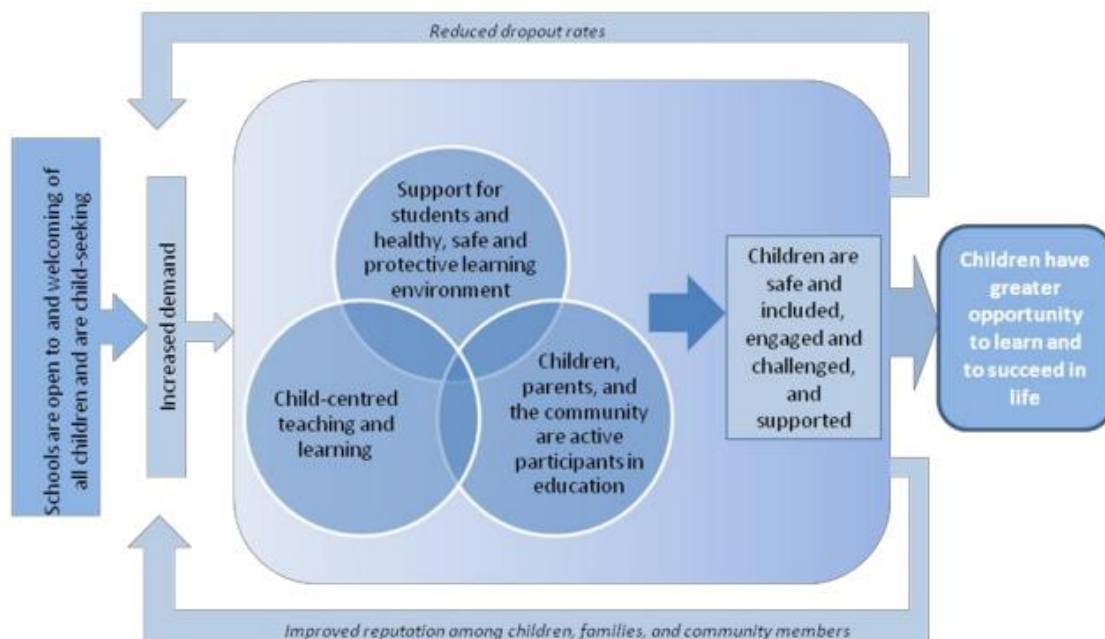 Reduced dropout rates
Schools are open to and welcoming of
all children and are child-seeking
Increased demand
Support for
students and
healthy, safe and
protective learning
environment
Child-centred
teaching and
learning
Children,
parents, and
the community
are active
participants in
education
Children are
safe and
included,
engaged and
challenged,
and
supported
Children have
greater
opportunity
to learn and
to succeed in
life
Improved reputation among children, families, and community members